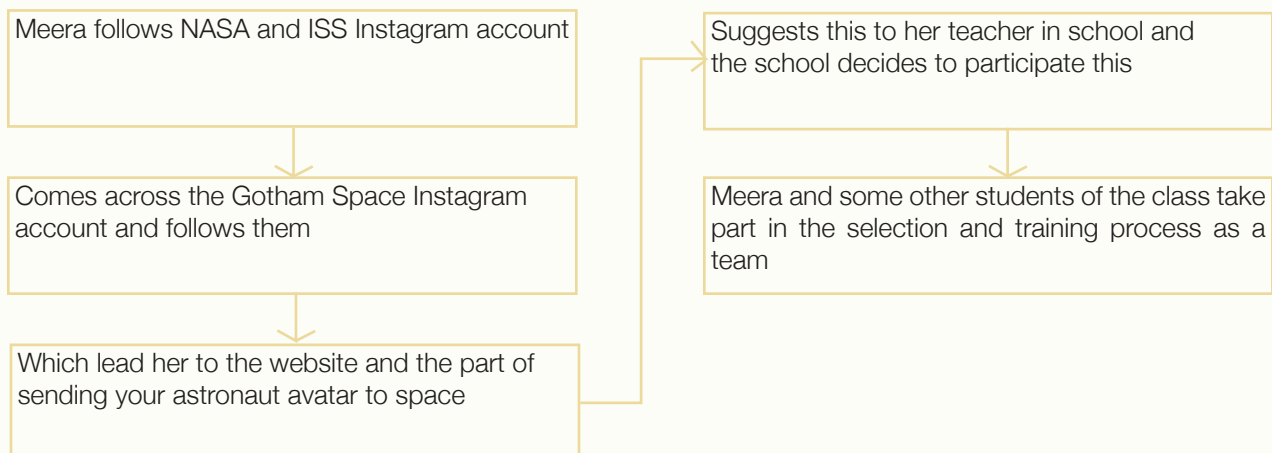 Meera follows NASA and ISS Instagram account
Comes across the Gotham Space Instagram
account and follows them
Which lead her to the website and the part of
sending your astronaut avatar to space
Suggests this to her teacher in school and
the school decides to participate this
Meera and some other students of the class take
part in the selection and training process as a
team